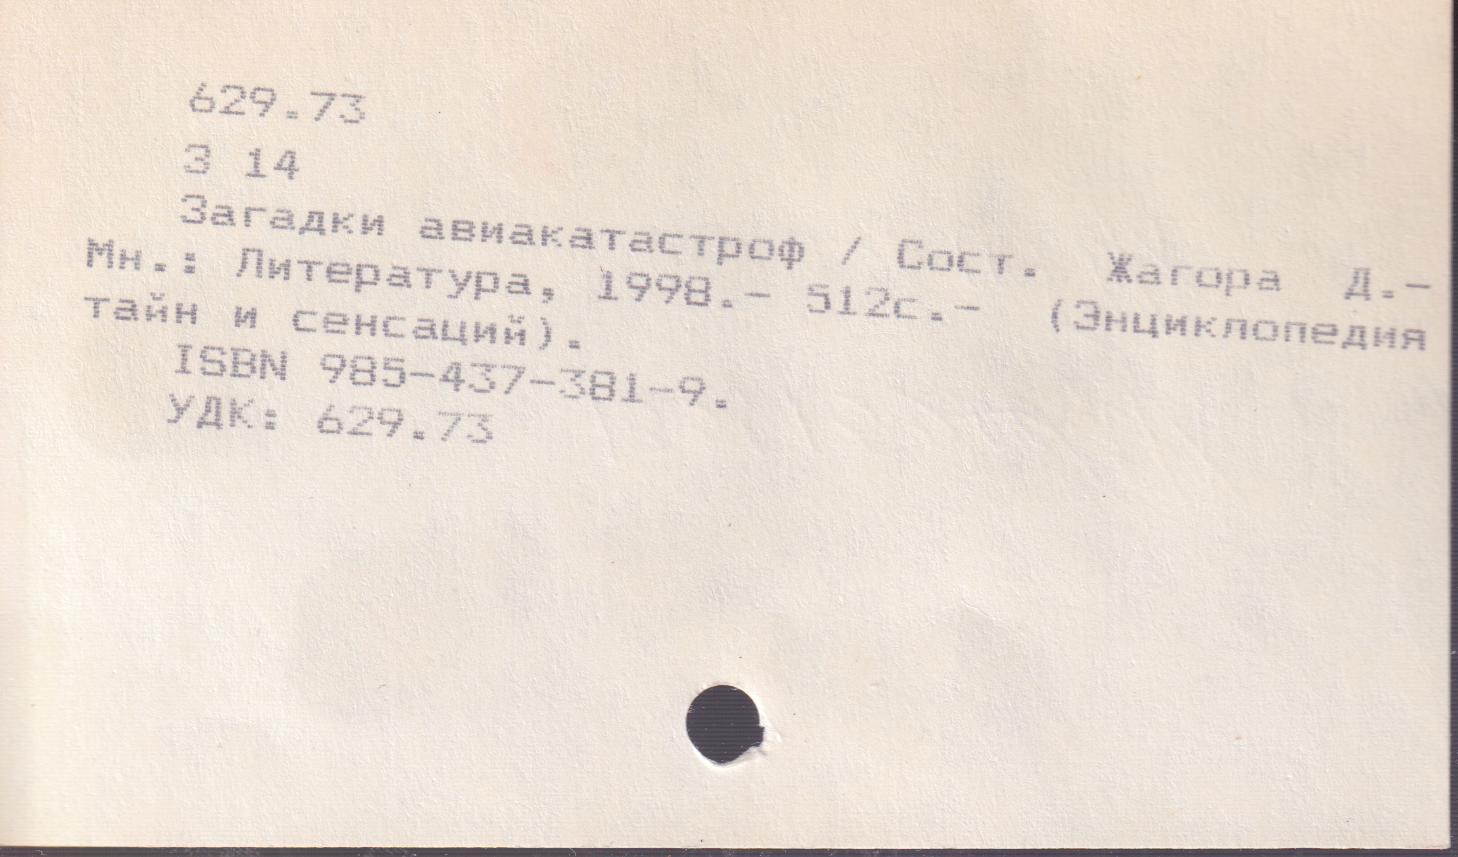 629.73
З 14
Загадки авиакатастроф / Сост. Жагора Д.-
Мн.: Литература, 1998.- 512с.- (Энциклопедия
тайн и сенсаций).
ISBN 985-437-381-9.
УДК: 629.73